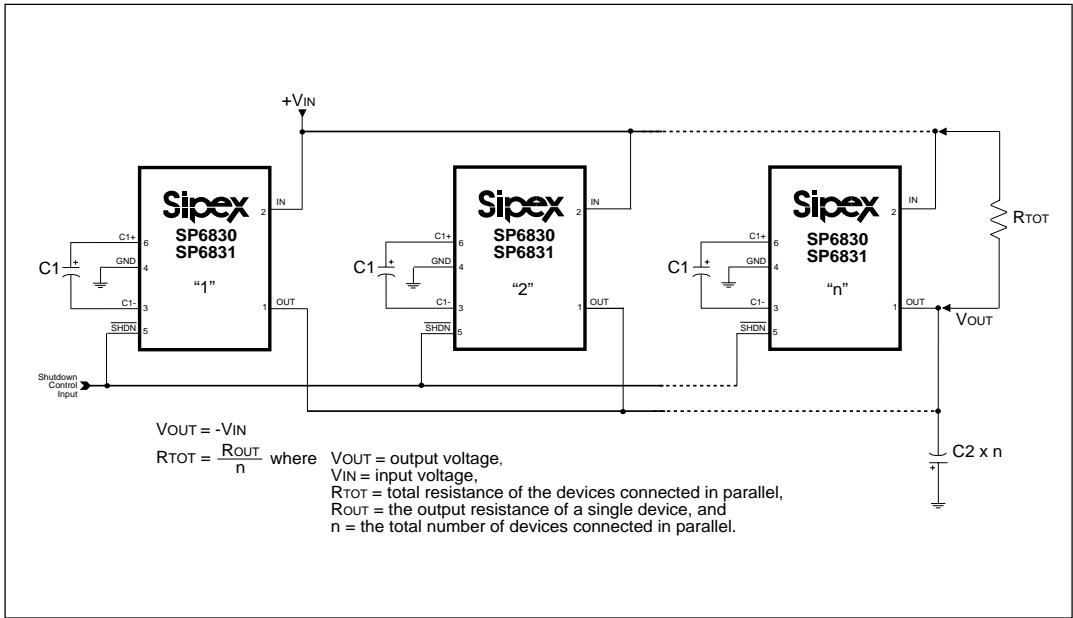 +VIN
Sipex Sipex Sipex
IN IN IN
2 2 2
SP6830 SP6830 SP6830
SP6831 SP6831 SP6831
RTOT
C1+ 6 C1+ 6 C1+ 6
GND 4 GND 4 GND 4
C1 C1 C1
“1” “2” “n”
C1- 3 C1- 3 C1- 3
1 OUT 1 OUT 1 OUT
SHDN 5 SHDN 5 SHDN 5
VOUT
Shutdown
Control
Input
VOUT = -VIN
RTOT = ROUT/n where VOUT = output voltage,
VIN = input voltage,
RTOT = total resistance of the devices connected in parallel,
ROUT = the output resistance of a single device, and
n = the total number of devices connected in parallel.
C2 x n
+ + + +